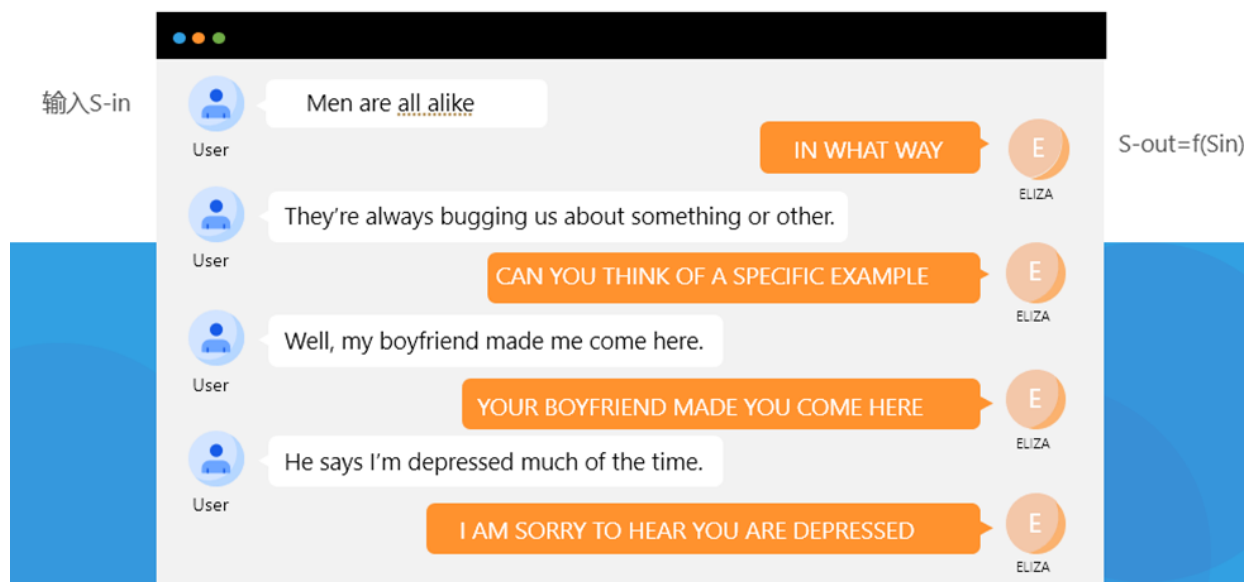 输入S-in
Men are all alike
User
IN WHAT WAY
E
ELIZA
S-out=f(Sin)
They’re always bugging us about something or other.
User
CAN YOU THINK OF A SPECIFIC EXAMPLE
E
ELIZA
Well, my boyfriend made me come here.
User
YOUR BOYFRIEND MADE YOU COME HERE
E
ELIZA
He says I’m depressed much of the time.
User
I AM SORRY TO HEAR YOU ARE DEPRESSED
E
ELIZA